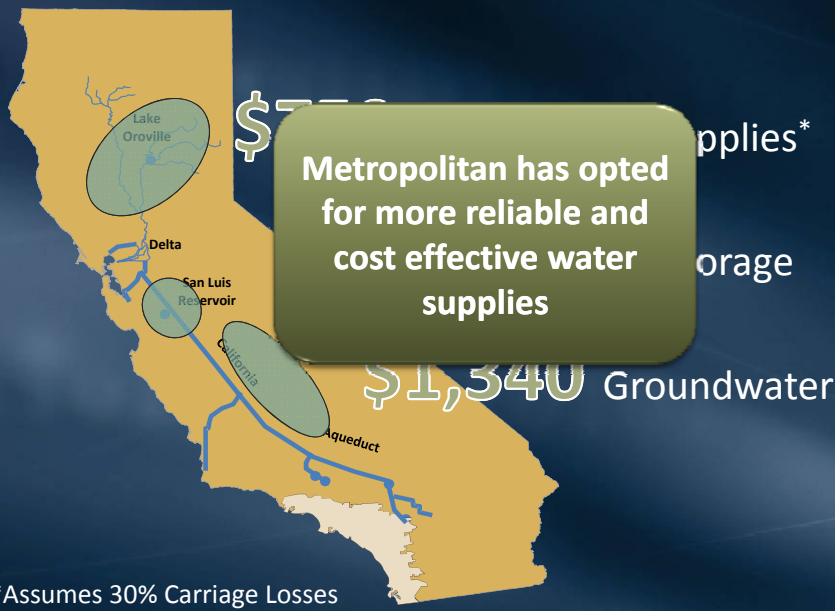 Lake
Oroville
pplies*
Metropolitan has opted
for more reliable and
cost effective water
supplies
Delta
orage
San Luis
Reservoir
California
$1,340 Groundwater
Aqueduct
*Assumes 30% Carriage Losses